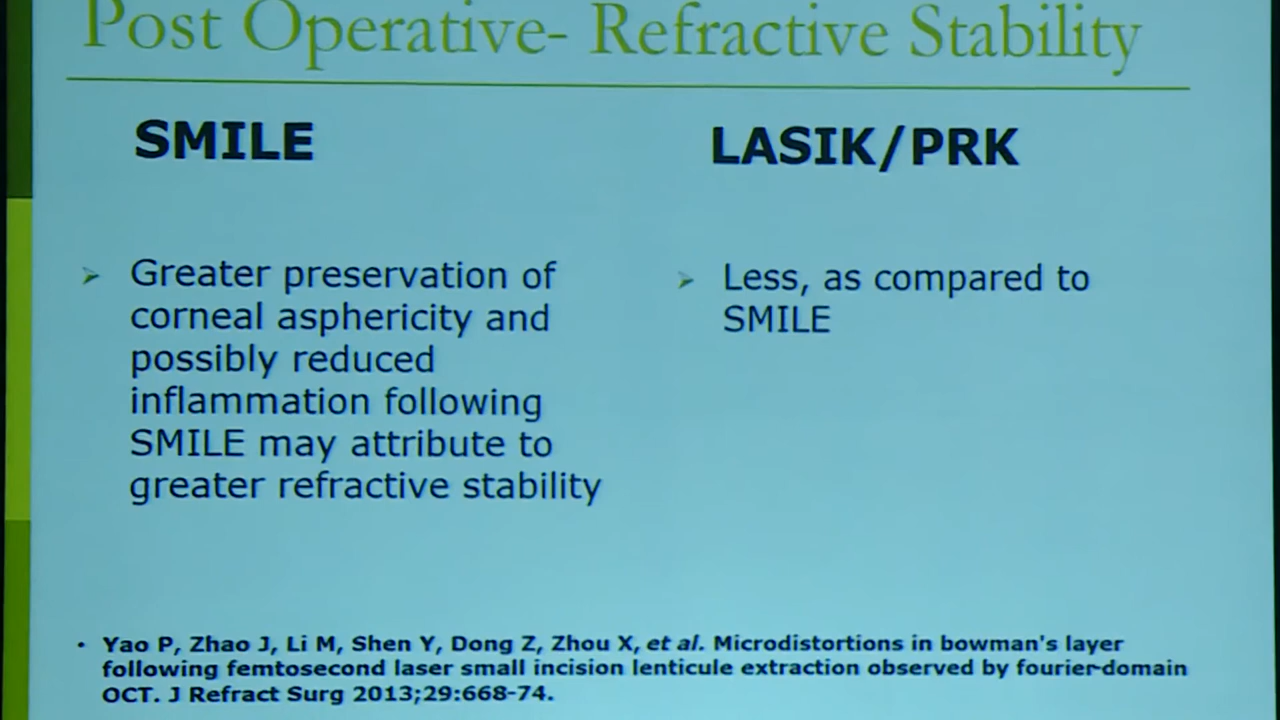 Post Operative- Refractive Stability
SMILE
LASIK/PRK
➢ Greater preservation of
corneal asphericity and
possibly reduced
inflammation following
SMILE may attribute to
greater refractive stability
➢ Less, as compared to
SMILE
• Yao P, Zhao J, Li M, Shen Y, Dong Z, Zhou X, et al. Microdistortions in bowman's layer
following femtosecond laser small incision lenticule extraction observed by fourier-domain
OCT. J Refract Surg 2013;29:668-74.